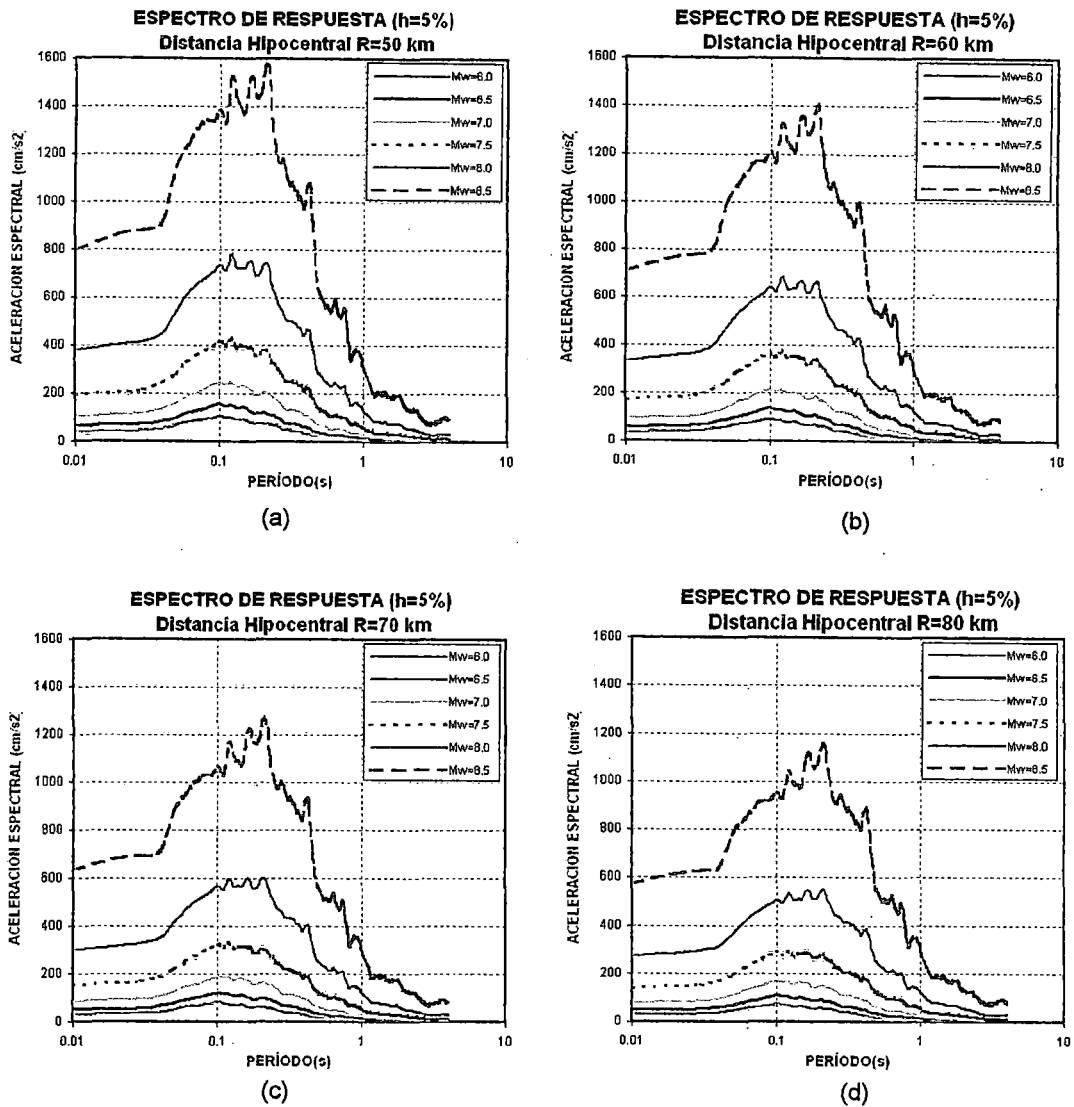 ESPECTRO DE RESPUESTA (h=5%)
Distancia Hipocentral R=50 km
1600
1400
1200
1000
800
600
400
200
0
ACELERACION ESPECTRAL (cm/s2)
Mw=6.0
Mw=6.5
Mw=7.0
Mw=7.5
Mw=8.0
Mw=8.5
0.01
0.1
1
10
PERÍODO(s)
(a)
ESPECTRO DE RESPUESTA (h=5%)
Distancia Hipocentral R=60 km
1600
1400
1200
1000
800
600
400
200
0
ACELERACION ESPECTRAL (cm/s2)
Mw=6.0
Mw=6.5
Mw=7.0
Mw=7.5
Mw=8.0
Mw=8.5
0.01
0.1
1
10
PERÍODO(s)
(b)
ESPECTRO DE RESPUESTA (h=5%)
Distancia Hipocentral R=70 km
1600
1400
1200
1000
800
600
400
200
0
ACELERACION ESPECTRAL (cm/s2)
Mw=6.0
Mw=6.5
Mw=7.0
Mw=7.5
Mw=8.0
Mw=8.5
0.01
0.1
1
10
PERÍODO(s)
(c)
ESPECTRO DE RESPUESTA (h=5%)
Distancia Hipocentral R=80 km
1600
1400
1200
1000
800
600
400
200
0
ACELERACION ESPECTRAL (cm/s2)
Mw=6.0
Mw=6.5
Mw=7.0
Mw=7.5
Mw=8.0
Mw=8.5
0.01
0.1
1
10
PERÍODO(s)
(d)